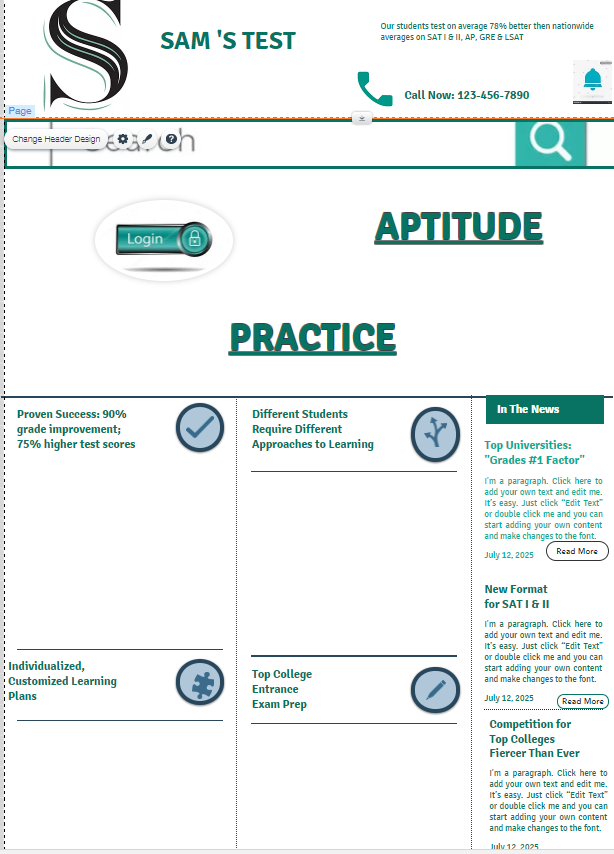 S
SAM 'S TEST
Our students test on average 78% better then nationwide
averages on SAT I & II, AP, GRE & LSAT
Call Now: 123-456-7890
Page
Change Header Design
Search
Login
APTITUDE
PRACTICE
Proven Success: 90%
grade improvement;
75% higher test scores
Different Students
Require Different
Approaches to Learning
Individualized,
Customized Learning
Plans
Top College
Entrance
Exam Prep
In The News
Top Universities:
"Grades #1 Factor"
I'm a paragraph. Click here to
add your own text and edit me.
It's easy. Just click “Edit Text”
or double click me and you can
start adding your own content
and make changes to the font.
July 12, 2025
Read More
New Format
for SAT I & II
I'm a paragraph. Click here to
add your own text and edit me.
It's easy. Just click “Edit Text”
or double click me and you can
start adding your own content
and make changes to the font.
July 12, 2025
Read More
Competition for
Top Colleges
Fiercer Than Ever
I'm a paragraph. Click here to
add your own text and edit me.
It's easy. Just click “Edit Text”
or double click me and you can
start adding your own content
and make changes to the font.
July 12, 2025